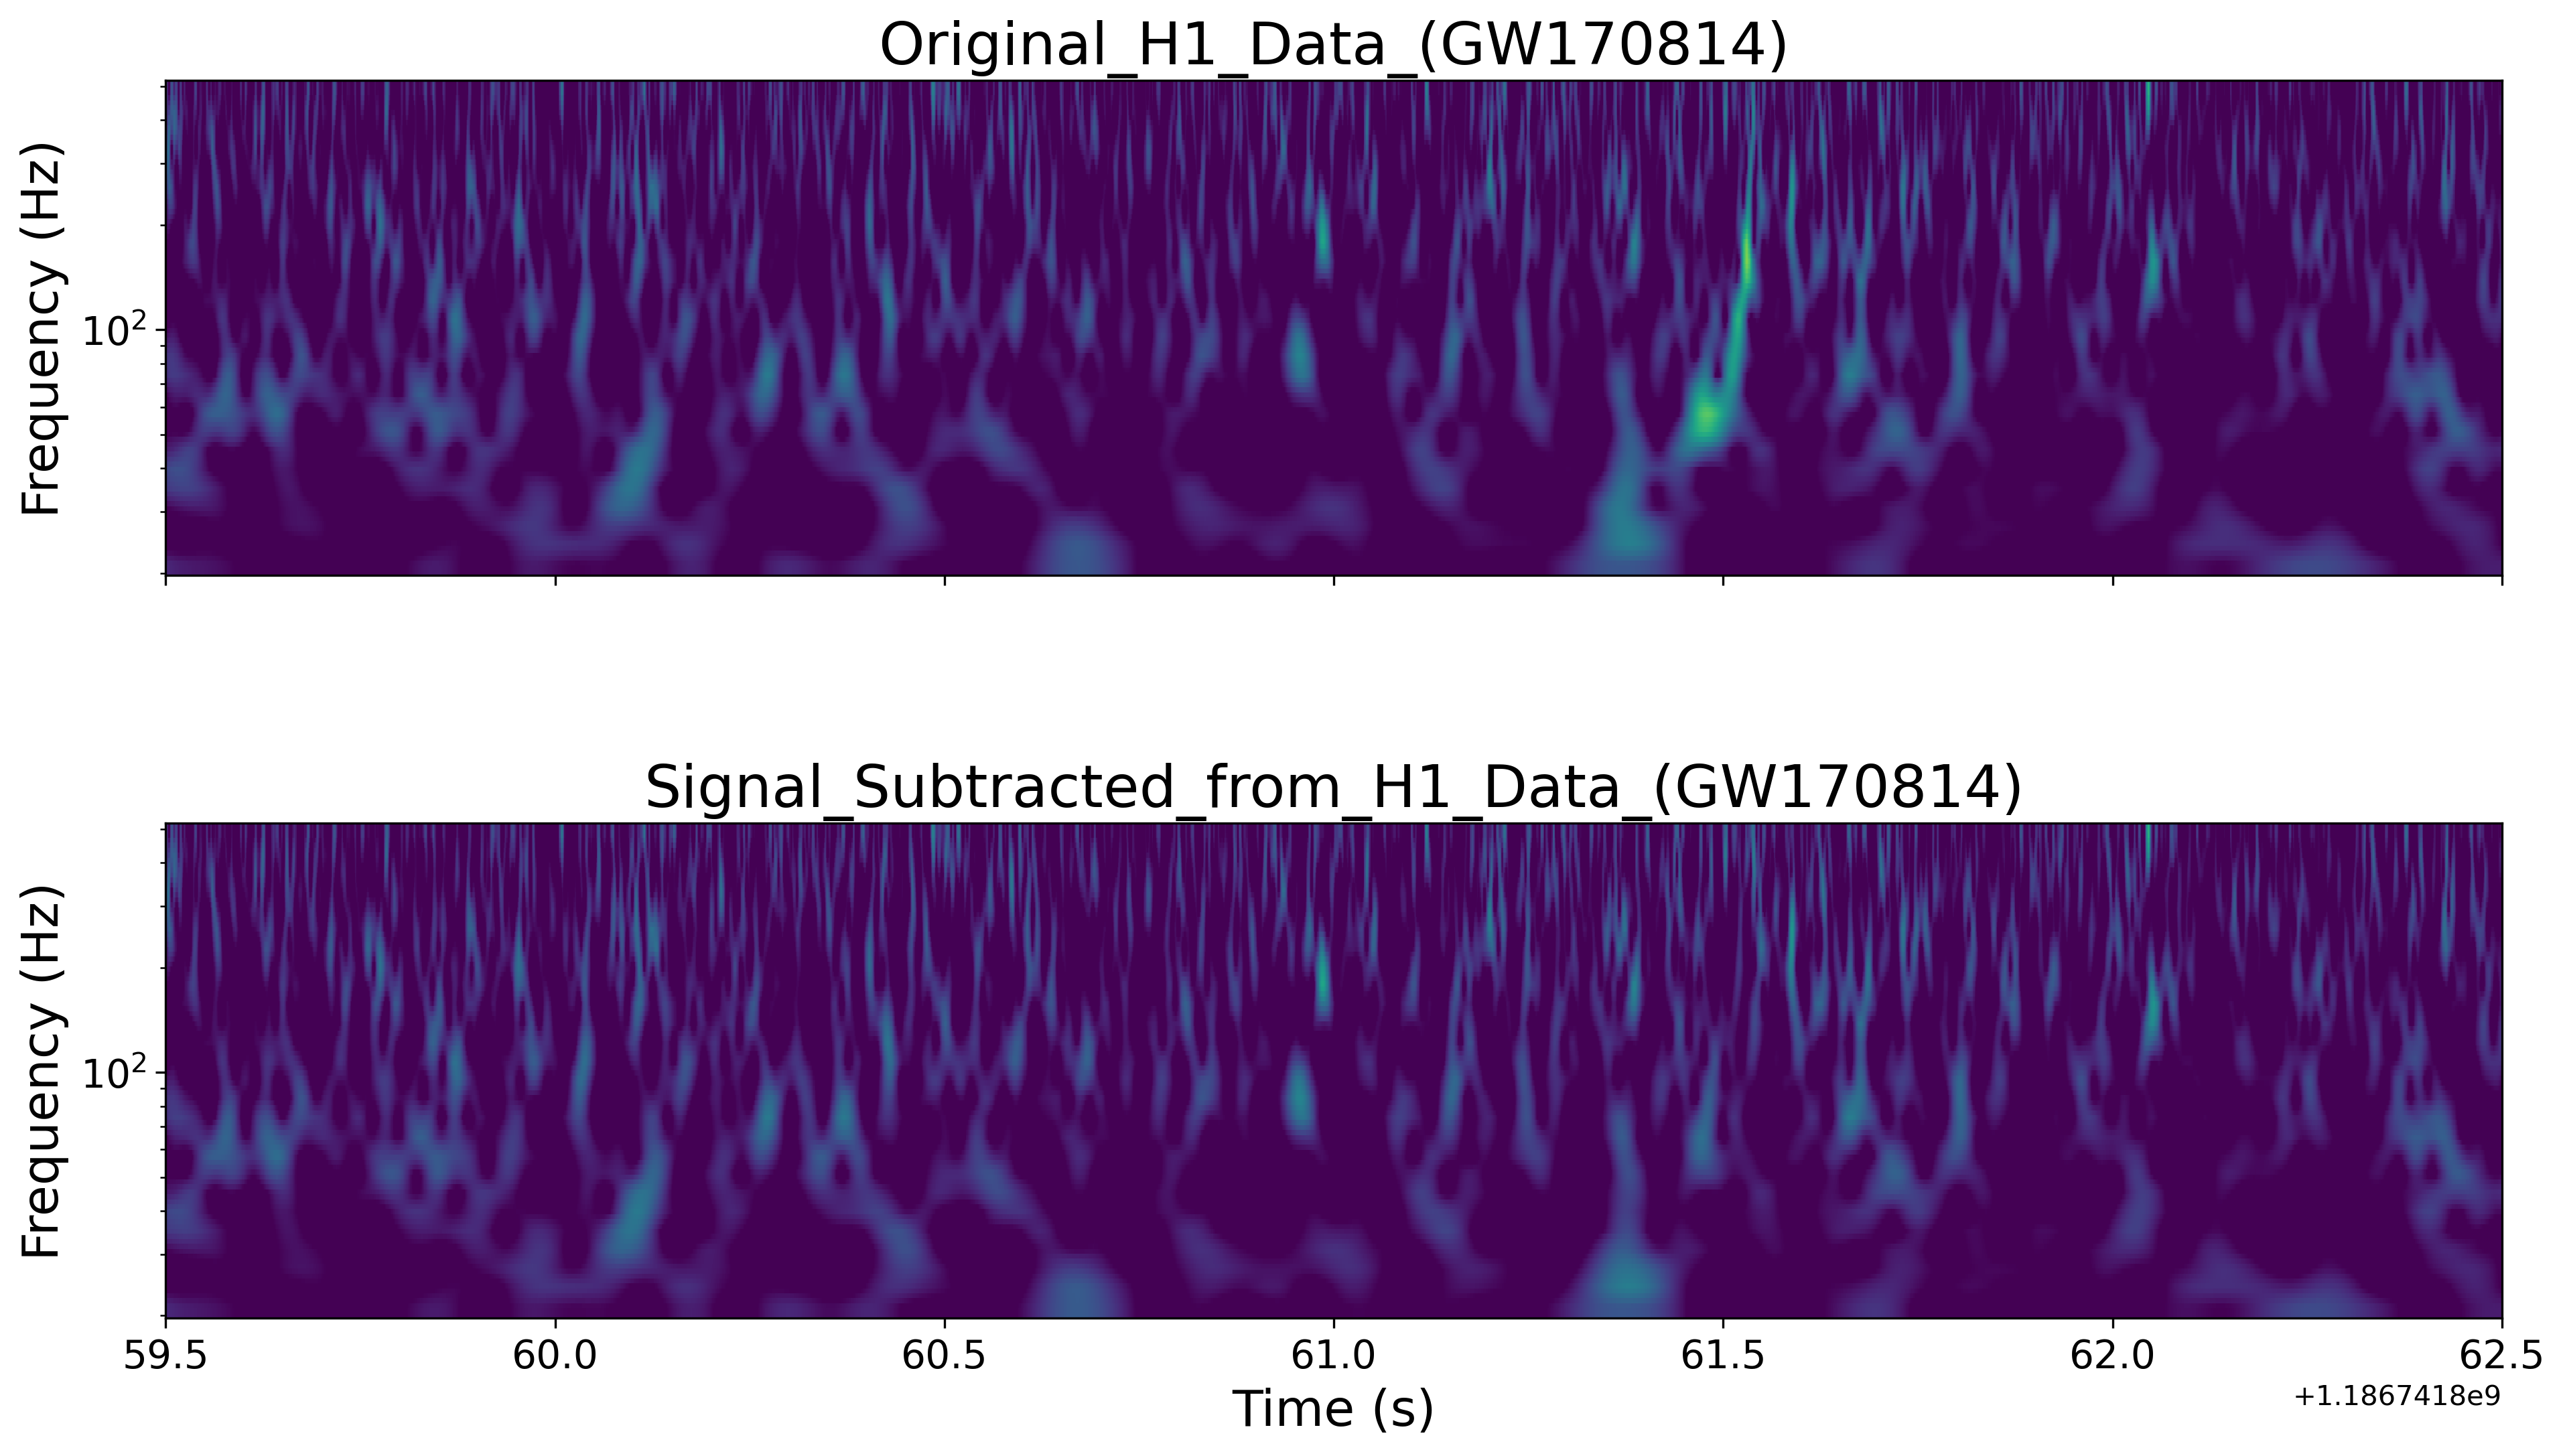 Original_H1_Data_(GW170814)
Frequency (Hz)
10²
Signal_Subtracted_from_H1_Data_(GW170814)
Frequency (Hz)
10²
59.5 60.0 60.5 61.0 61.5 62.0 62.5
Time (s)
+1.1867418e9